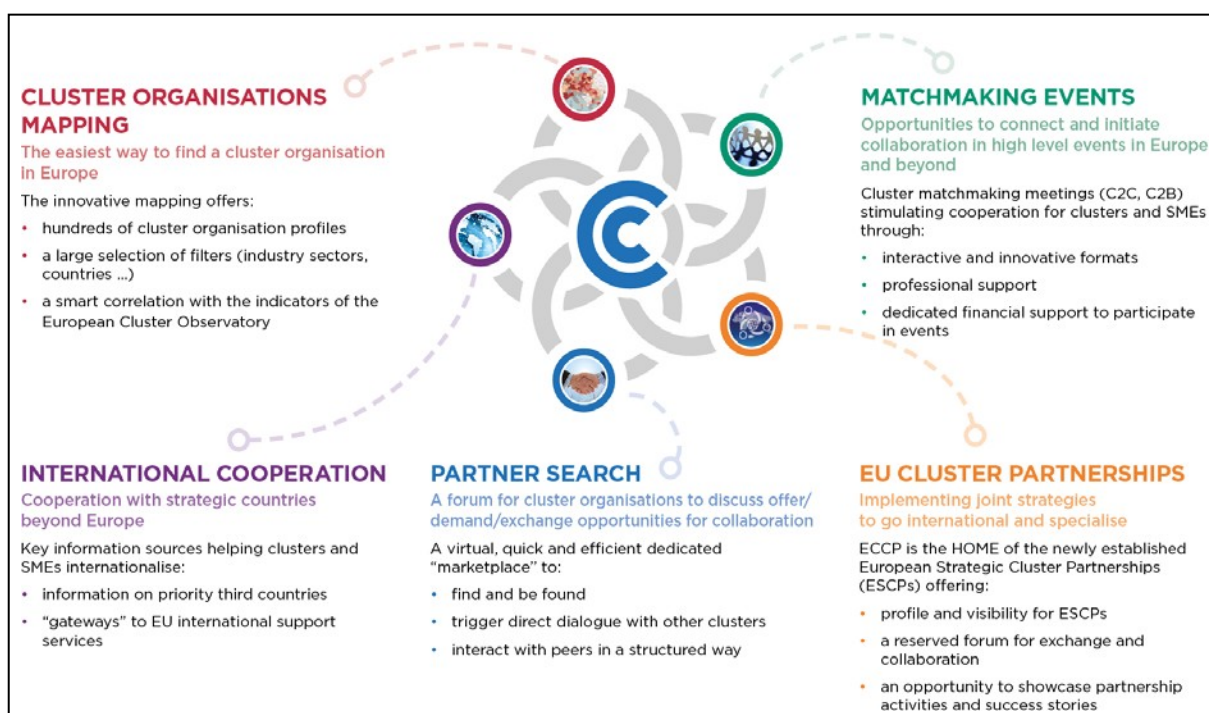 CLUSTER ORGANISATIONS
MAPPING
The easiest way to find a cluster organisation
in Europe
The innovative mapping offers:
• hundreds of cluster organisation profiles
• a large selection of filters (industry sectors,
countries ...)
• a smart correlation with the indicators of the
European Cluster Observatory
MATCHMAKING EVENTS
Opportunities to connect and initiate
collaboration in high level events in Europe
and beyond
Cluster matchmaking meetings (C2C, C2B)
stimulating cooperation for clusters and SMEs
through:
• interactive and innovative formats
• professional support
• dedicated financial support to participate
in events
INTERNATIONAL COOPERATION
Cooperation with strategic countries
beyond Europe
Key information sources helping clusters and
SMEs internationalise:
• information on priority third countries
• “gateways” to EU international support
services
PARTNER SEARCH
A forum for cluster organisations to discuss offer/
demand/exchange opportunities for collaboration
A virtual, quick and efficient dedicated
“marketplace” to:
• find and be found
• trigger direct dialogue with other clusters
• interact with peers in a structured way
EU CLUSTER PARTNERSHIPS
Implementing joint strategies
to go international and specialise
ECCP is the HOME of the newly established
European Strategic Cluster Partnerships
(ESCPs) offering:
• profile and visibility for ESCPs
• a reserved forum for exchange and
collaboration
• an opportunity to showcase partnership
activities and success stories